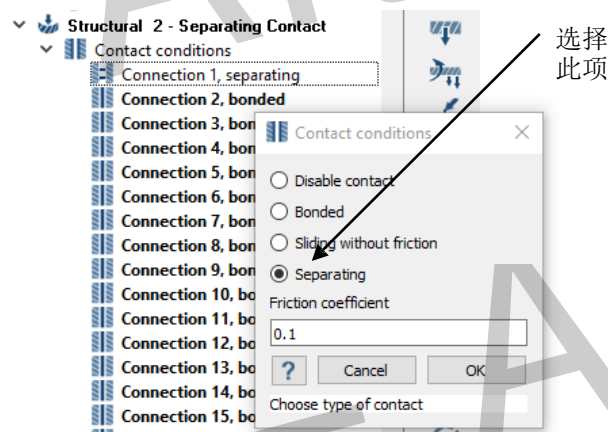 Structural 2 - Separating Contact
选择
此项
Contact conditions
Connection 1, separating
Connection 2, bonded
Connection 3, bon
Connection 4, bon
Connection 5, bon
Connection 6, bon
Connection 7, bon
Connection 8, bon
Connection 9, bon
Connection 10, bo
Connection 11, bo
Connection 12, bo
Connection 13, bo
Connection 14, bo
Connection 15, bo
Contact conditions
Disable contact
Bonded
Sliding without friction
Separating
Friction coefficient
0.1
? Cancel OK
Choose type of contact